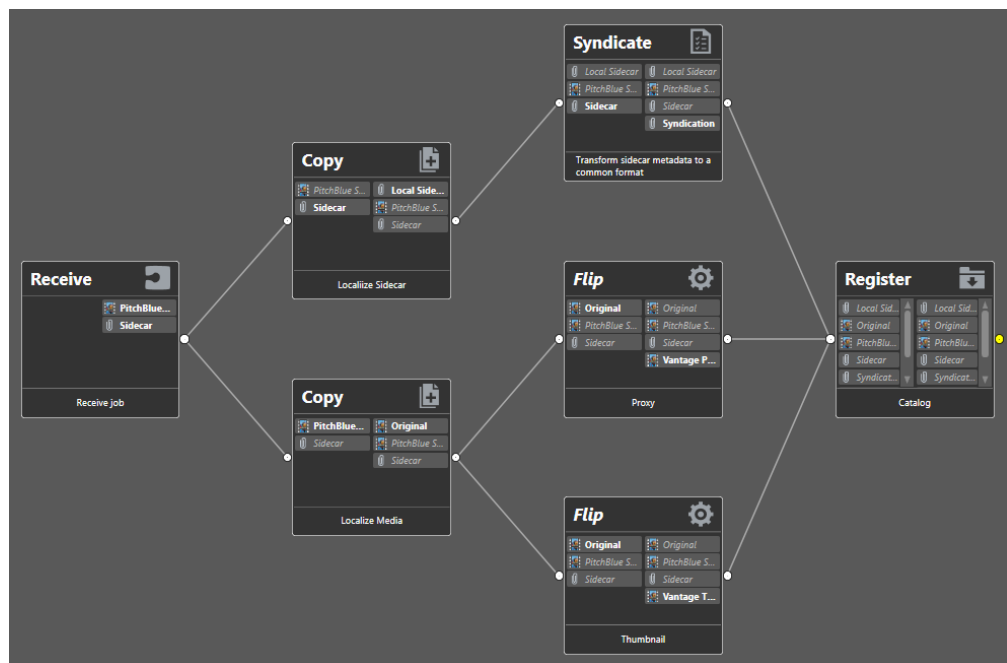 Receive
PitchBlue...
Sidecar
Receive job
Copy
PitchBlue S...
Local Side...
Sidecar
PitchBlue S...
Sidecar
Localiize Sidecar
Copy
PitchBlue...
Original
Sidecar
PitchBlue S...
Sidecar
Localize Media
Syndicate
Local Sidecar
Local Sidecar
PitchBlue S...
PitchBlue S...
Sidecar
Sidecar
Syndication
Transform sidecar metadata to a
common format
Flip
Original
Original
PitchBlue S...
PitchBlue S...
Sidecar
Sidecar
Vantage P...
Proxy
Flip
Original
Original
PitchBlue S...
PitchBlue S...
Sidecar
Sidecar
Vantage T...
Thumbnail
Register
Local Sid...
Local Sid...
Original
Original
PitchBlu...
PitchBlu...
Sidecar
Sidecar
Syndicat...
Syndicat...
Catalog